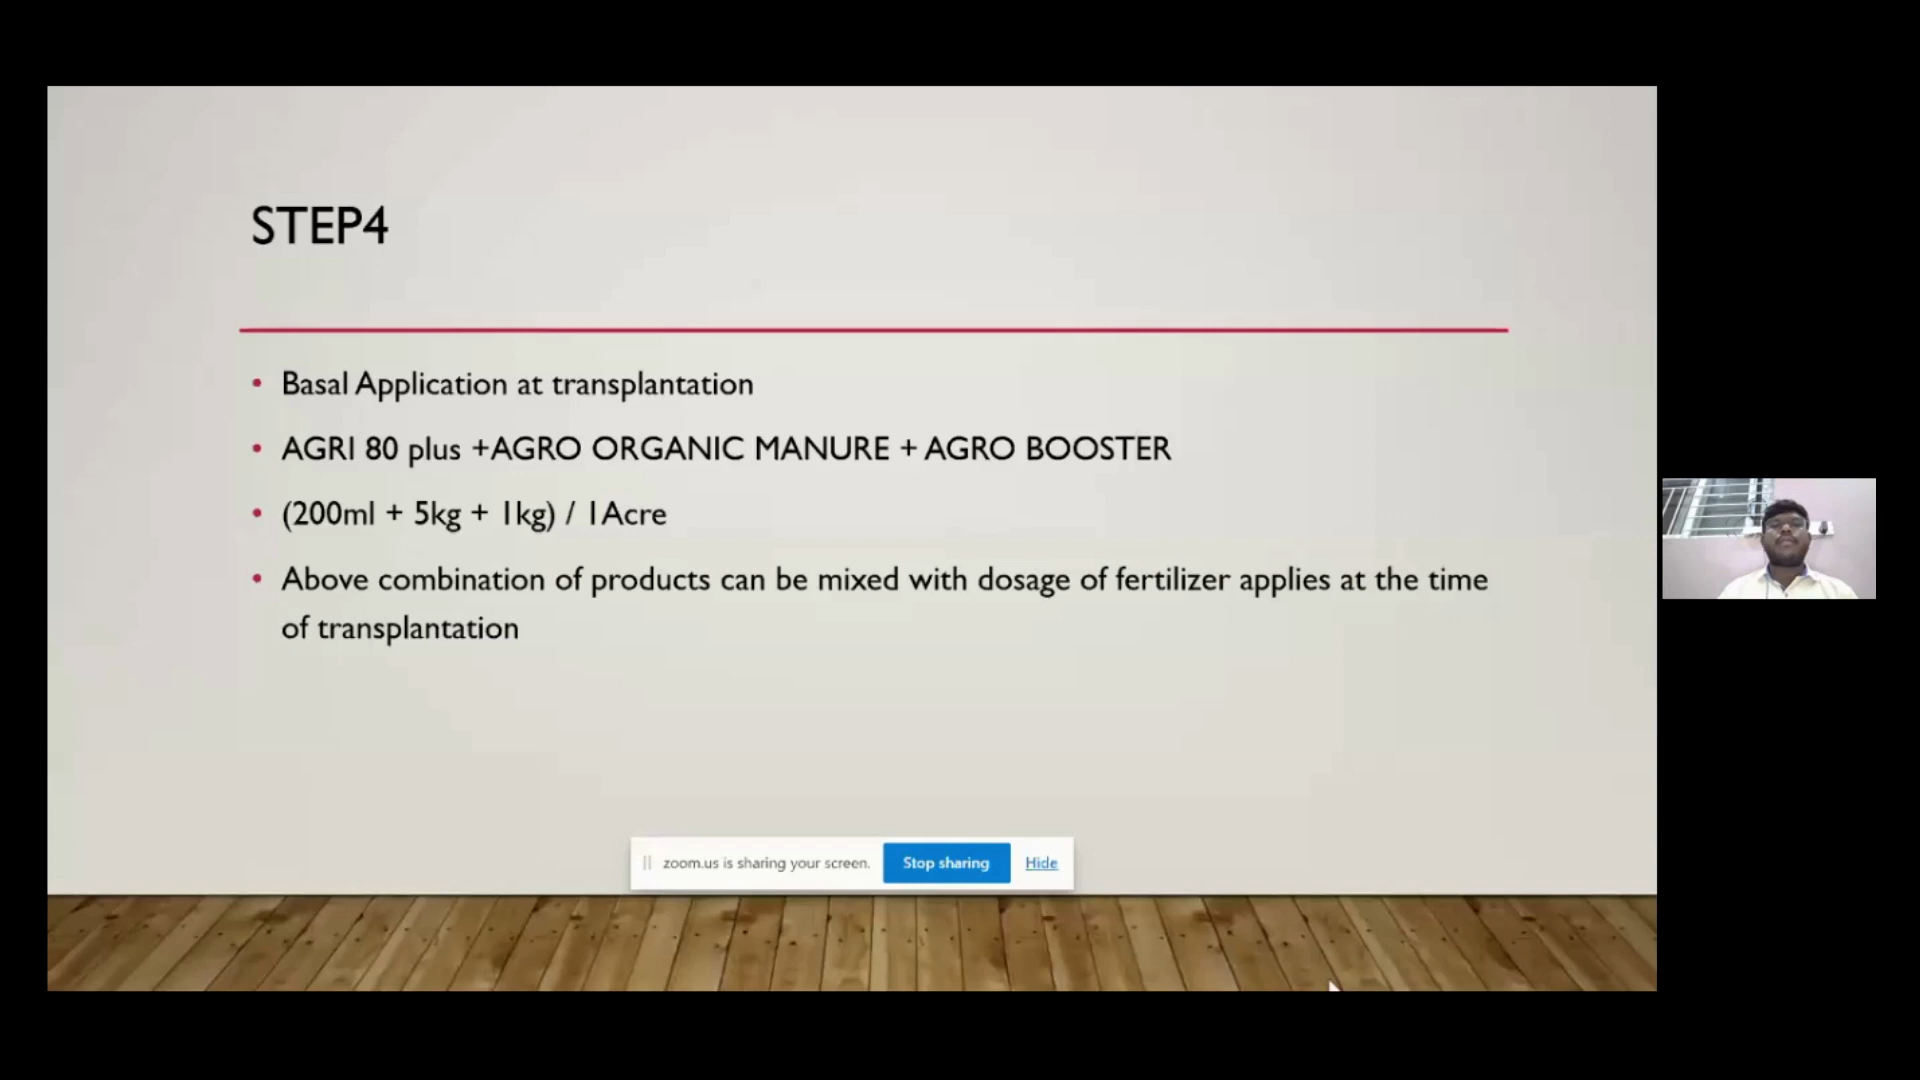 STEP4
• Basal Application at transplantation
• AGRI 80 plus +AGRO ORGANIC MANURE + AGRO BOOSTER
• (200ml + 5kg + 1kg) / 1Acre
• Above combination of products can be mixed with dosage of fertilizer applies at the time
of transplantation
zoom.us is sharing your screen. Stop sharing Hide